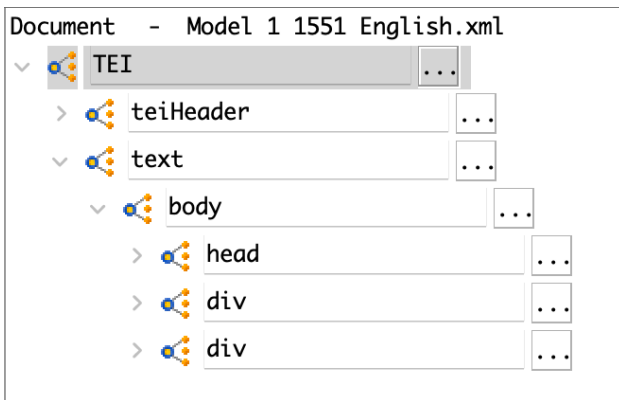 Document - Model 1 1551 English.xml
TEI ...
teiHeader ...
text ...
body ...
head ...
div ...
div ...